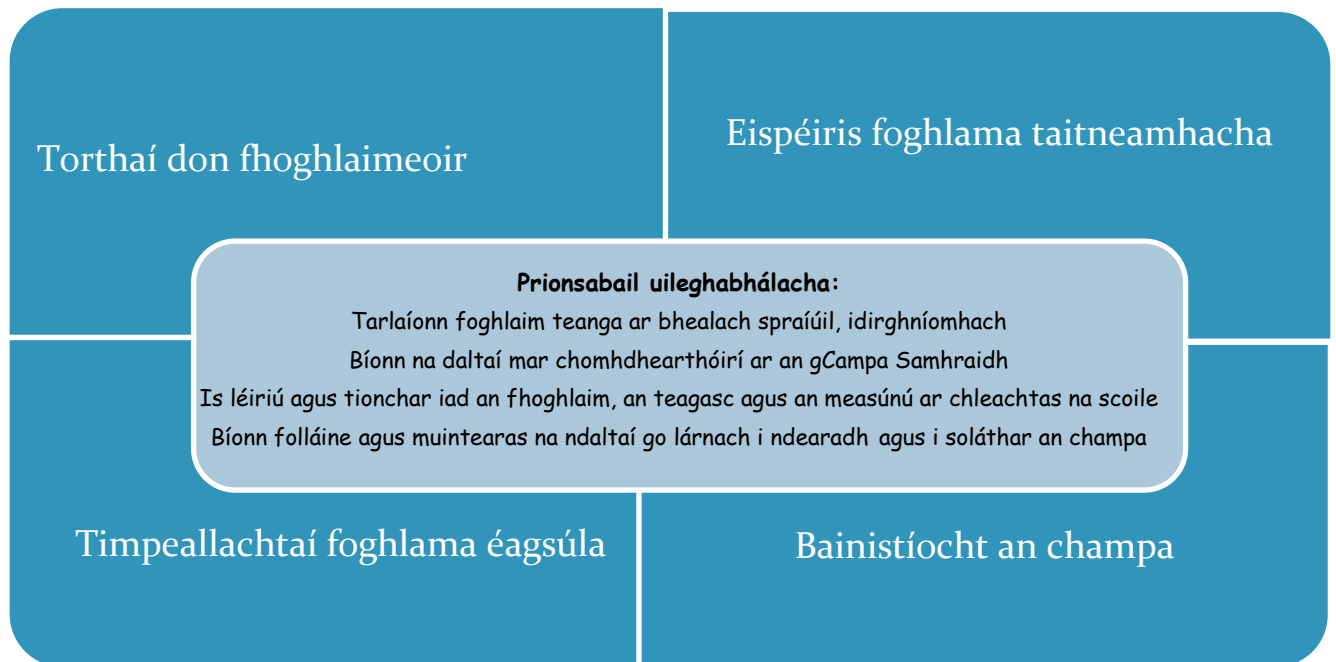 Torthaí don fhoghlaimeoir
Eispéiris foghlama taitneamhacha
Prionsabail uileghabhálacha:
Tarlaíonn foghlaim teanga ar bhealach spraíúil, idirghníomhach
Bíonn na daltaí mar chomhdhearthóirí ar an gCampa Samhraidh
Is léiriú agus tionchar iad an fhoghlaim, an teagasc agus an measúnú ar chleachtas na scoile
Bíonn folláine agus muintearas na ndaltaí go lárnach i ndearadh agus i soláthar an champa
Timpeallachtaí foghlama éagsúla
Bainistíocht an champa